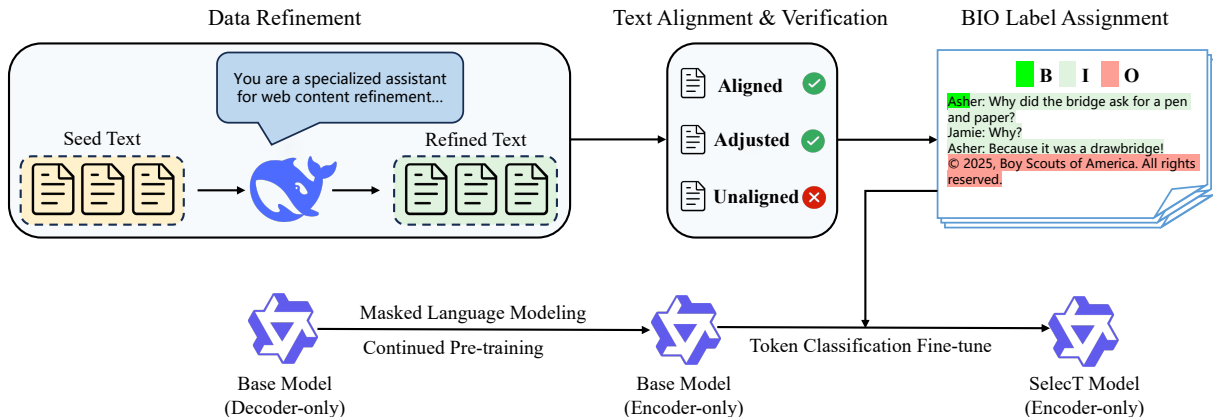 Data Refinement
You are a specialized assistant
for web content refinement...
Seed Text
Refined Text
Text Alignment & Verification
Aligned
Adjusted
Unaligned
BIO Label Assignment
B I O
Asher: Why did the bridge ask for a pen
and paper?
Jamie: Why?
Asher: Because it was a drawbridge!
© 2025, Boy Scouts of America. All rights
reserved.
Masked Language Modeling
Continued Pre-training
Token Classification Fine-tune
Base Model
(Decoder-only)
Base Model
(Encoder-only)
SelecT Model
(Encoder-only)